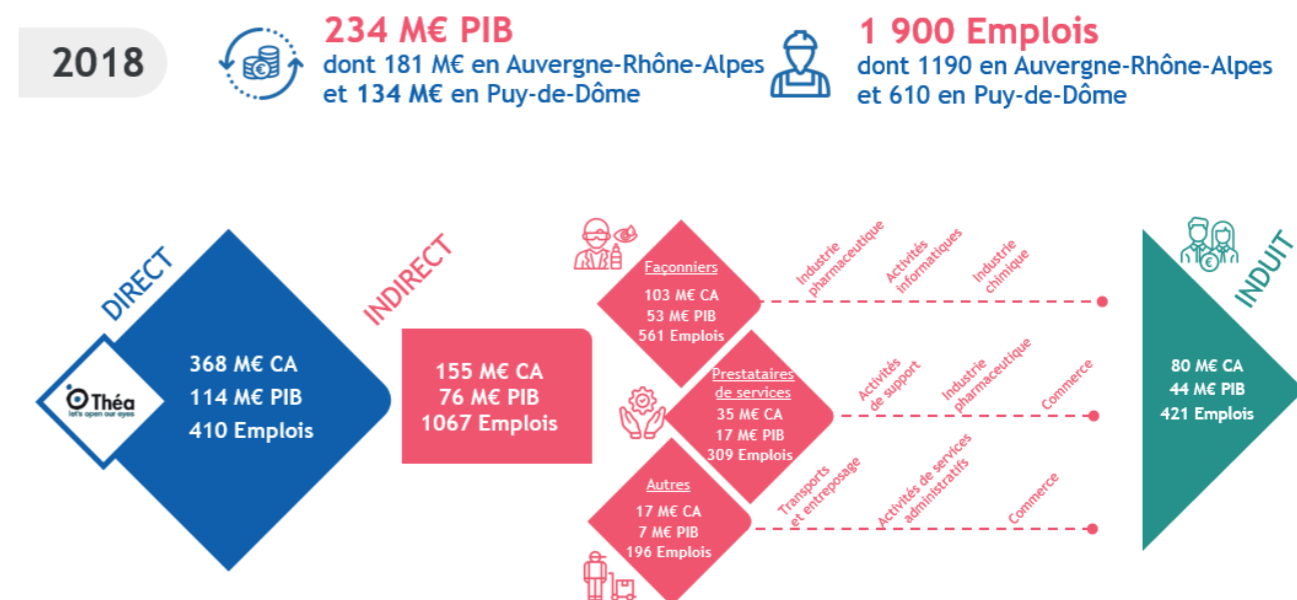 2018
234 M€ PIB
dont 181 M€ en Auvergne-Rhône-Alpes
et 134 M€ en Puy-de-Dôme
1 900 Emplois
dont 1190 en Auvergne-Rhône-Alpes
et 610 en Puy-de-Dôme
DIRECT
Théa
let's open our eyes
368 M€ CA
114 M€ PIB
410 Emplois
INDIRECT
155 M€ CA
76 M€ PIB
1067 Emplois
Façonniers
103 M€ CA
53 M€ PIB
561 Emplois
Industrie
pharmaceutique
Activités
informatiques
Industrie
chimique
Prestataires
de services
35 M€ CA
17 M€ PIB
309 Emplois
Activités
de support
Industrie
pharmaceutique
Commerce
Autres
17 M€ CA
7 M€ PIB
196 Emplois
Transports
et entreposage
Activités de services
administratifs
Commerce
INDUIT
80 M€ CA
44 M€ PIB
421 Emplois